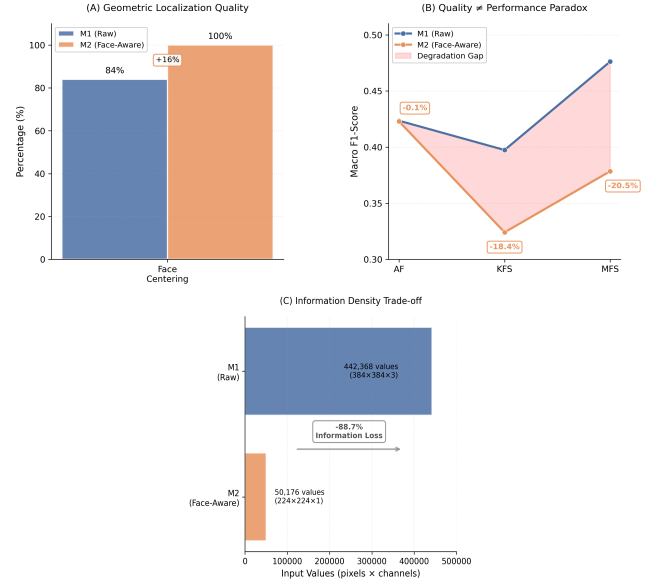 (A) Geometric Localization Quality
M1 (Raw)
M2 (Face-Aware)
84%
+16%
100%
100
80
60
40
20
0
Percentage (%)
Face
Centering
(B) Quality ≠ Performance Paradox
M1 (Raw)
M2 (Face-Aware)
Degradation Gap
0.50
0.45
0.40
0.35
0.30
Macro F1-Score
-0.1%
-18.4%
-20.5%
AF
KFS
MFS
(C) Information Density Trade-off
M1
(Raw)
442,368 values
(384×384×3)
-88.7%
Information Loss
M2
(Face-Aware)
50,176 values
(224×224×1)
0
100000
200000
300000
400000
500000
Input Values (pixels × channels)